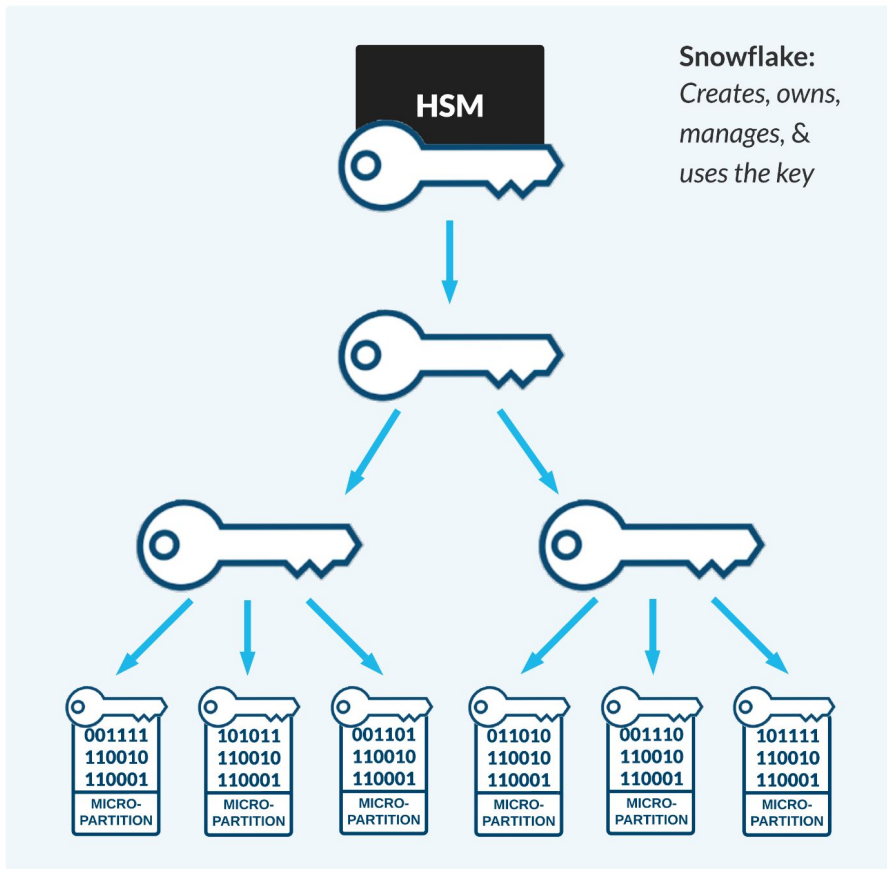 HSM
Snowflake:
Creates, owns,
manages, &
uses the key
001111
110010
110001
MICRO-
PARTITION
101011
110010
110001
MICRO-
PARTITION
001101
110010
110001
MICRO-
PARTITION
011010
110010
110001
MICRO-
PARTITION
001110
110010
110001
MICRO-
PARTITION
101111
110010
110001
MICRO-
PARTITION